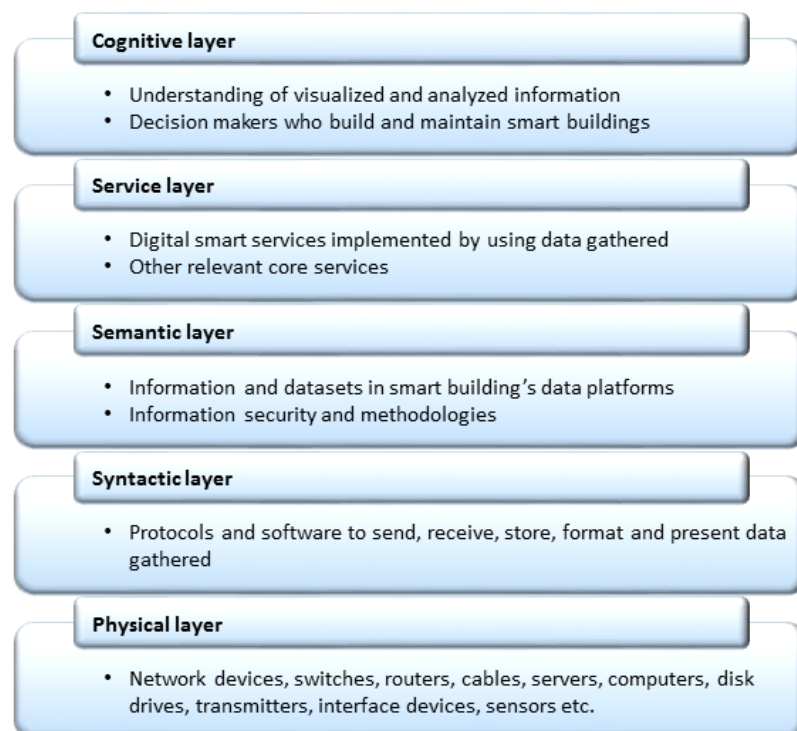 Cognitive layer
• Understanding of visualized and analyzed information
• Decision makers who build and maintain smart buildings
Service layer
• Digital smart services implemented by using data gathered
• Other relevant core services
Semantic layer
• Information and datasets in smart building’s data platforms
• Information security and methodologies
Syntactic layer
• Protocols and software to send, receive, store, format and present data
gathered
Physical layer
• Network devices, switches, routers, cables, servers, computers, disk
drives, transmitters, interface devices, sensors etc.